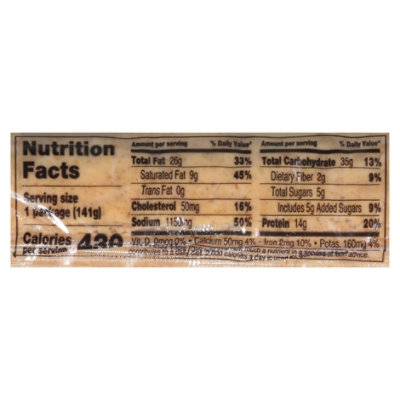 Nutrition
Facts
Serving size
1 package (141g)
Calories
per serving
430
Amount per serving % Daily Value*
Total Fat 26g 33%
Saturated Fat 9g 45%
Trans Fat 0g
Cholesterol 50mg 16%
Sodium 1150mg 50%
Amount per serving % Daily Value*
Total Carbohydrate 35g 13%
Dietary Fiber 2g 9%
Total Sugars 5g
Includes 5g Added Sugars 9%
Protein 14g 20%
Vit. D 0mcg 0% • Calcium 50mg 4% • Iron 2mg 10% • Potas. 160mg 4%